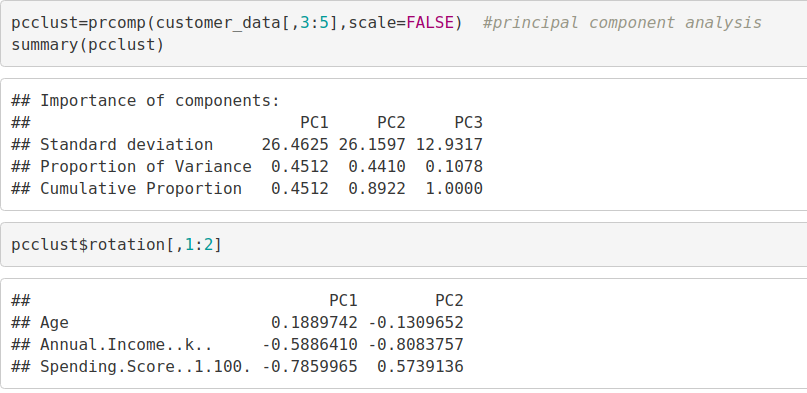 pcclust=prcomp(customer_data[,3:5],scale=FALSE)  #principal component analysis
summary(pcclust)
## Importance of components:
##                            PC1     PC2     PC3
## Standard deviation     26.4625 26.1597 12.9317
## Proportion of Variance  0.4512  0.4410  0.1078
## Cumulative Proportion   0.4512  0.8922  1.0000
pcclust$rotation[,1:2]
##                               PC1        PC2
## Age                     0.1889742 -0.1309652
## Annual.Income..k..     -0.5886410 -0.8083757
## Spending.Score..1.100. -0.7859965  0.5739136